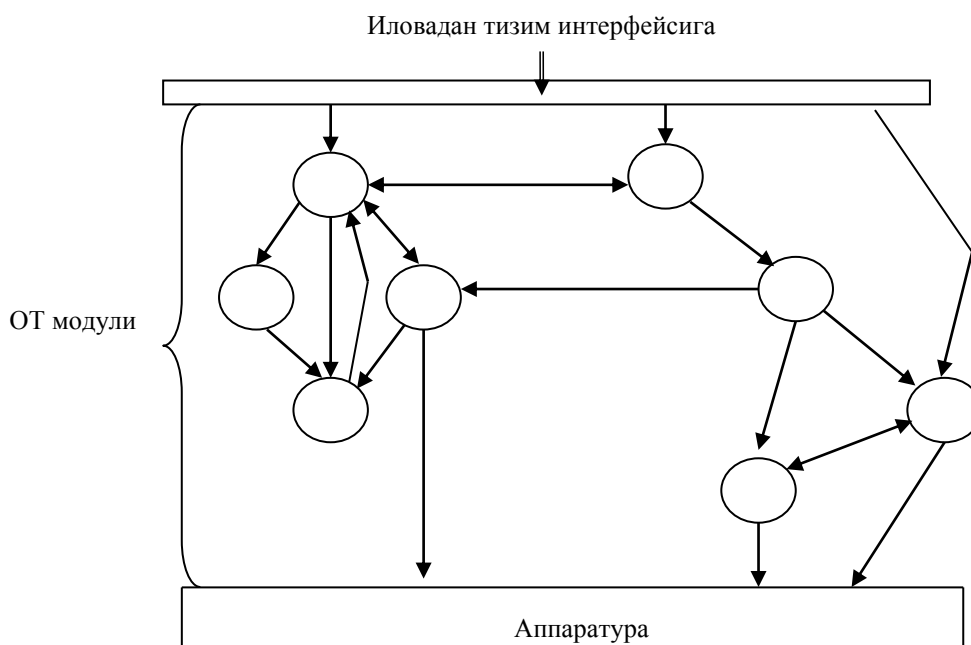 Иловадан тизим интерфейсига
ОТ модули
Аппаратура